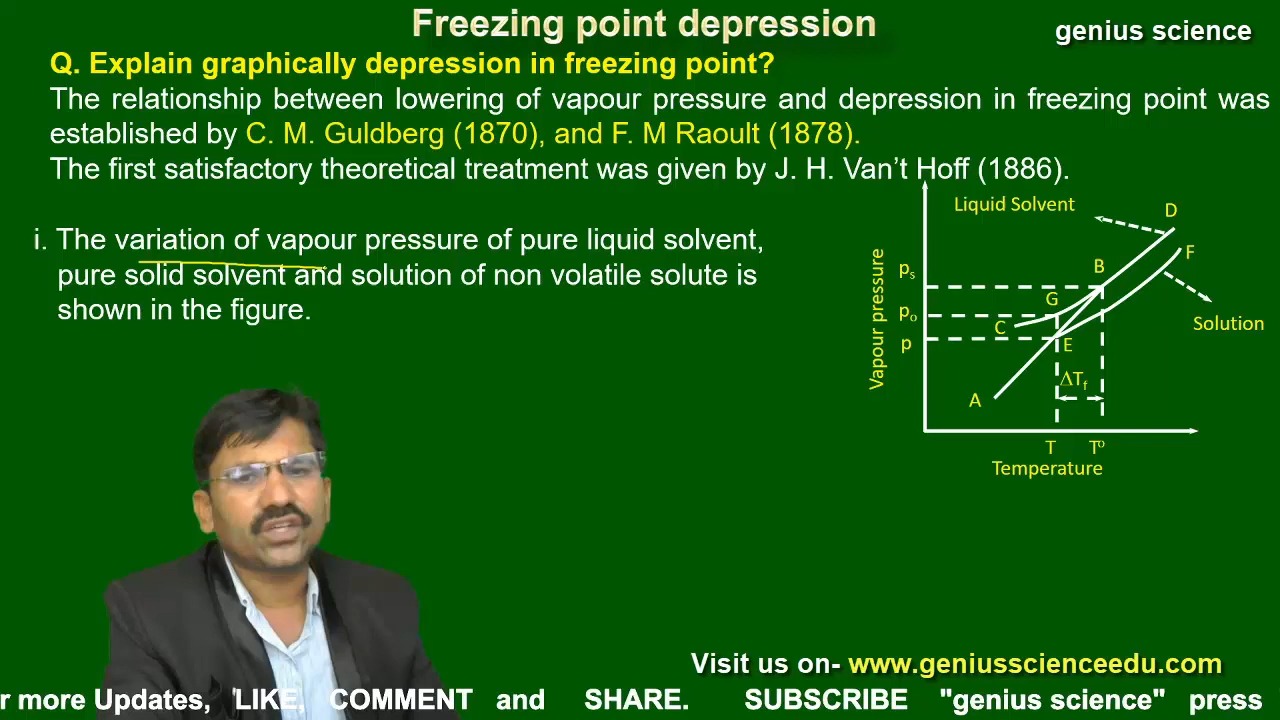 Freezing point depression
genius science
Q. Explain graphically depression in freezing point?
The relationship between lowering of vapour pressure and depression in freezing point was
established by C. M. Guldberg (1870), and F. M Raoult (1878).
The first satisfactory theoretical treatment was given by J. H. Van’t Hoff (1886).
i. The variation of vapour pressure of pure liquid solvent,
pure solid solvent and solution of non volatile solute is
shown in the figure.
Liquid Solvent
D
F
B
ps
G
po
C
Solution
p
E
Vapour pressure
ΔTf
A
T
To
Temperature
Visit us on- www.geniusscienceedu.com
r more Updates, LIKE, COMMENT and SHARE. SUBSCRIBE "genius science" press